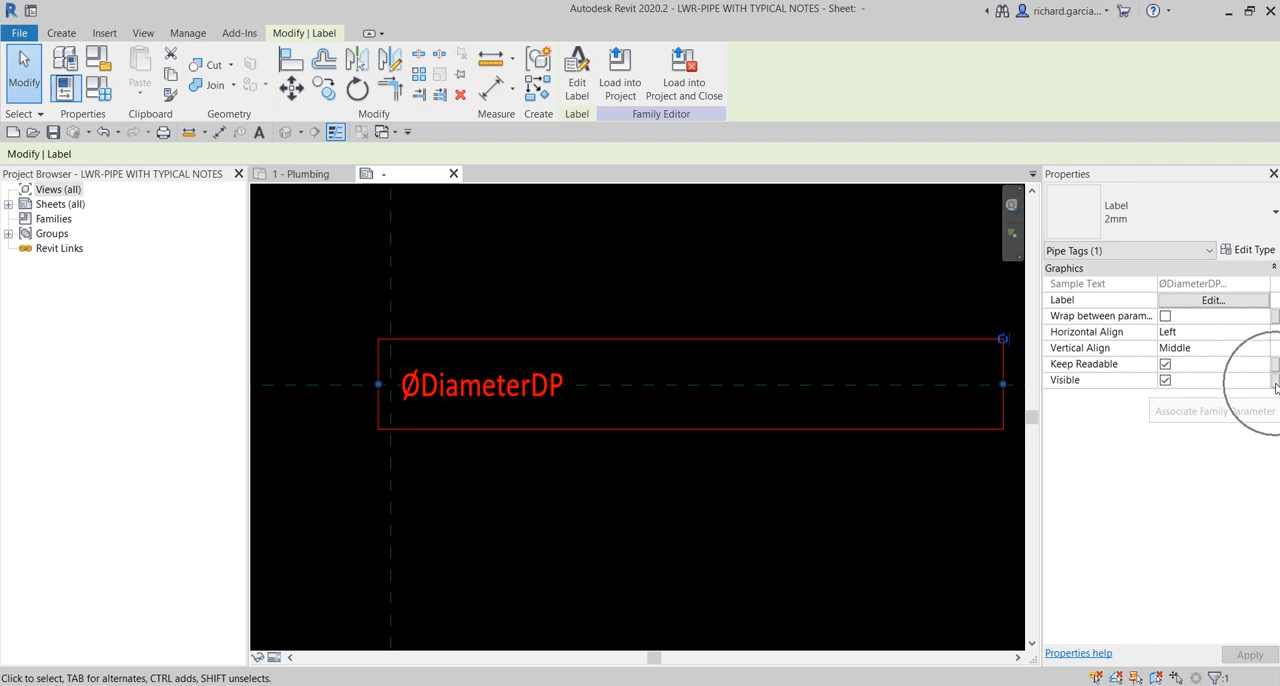 Autodesk Revit 2020.2 - LWR-PIPE WITH TYPICAL NOTES - Sheet: -
richard.garcia...
File Create Insert View Manage Add-Ins Modify | Label
Modify
Paste
Cut
Join
Edit Label
Load into Project
Load into Project and Close
Select Properties Clipboard Geometry Modify Measure Create Label Family Editor
Modify | Label
Project Browser - LWR-PIPE WITH TYPICAL NOTES
Views (all)
Sheets (all)
Families
Groups
Revit Links
1 - Plumbing
-
ØDiameterDP
Properties
Label
2mm
Pipe Tags (1)
Edit Type
Graphics
Sample Text ØDiameterDP...
Label Edit...
Wrap between param...
Horizontal Align Left
Vertical Align Middle
Keep Readable
Visible
Associate Family Parameter
Properties help
Apply
Click to select, TAB for alternates, CTRL adds, SHIFT unselects.
:1